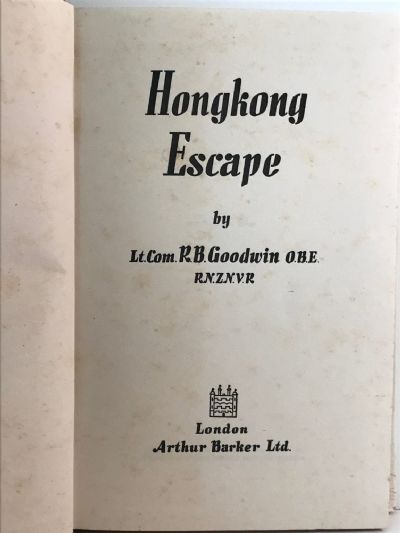 Hongkong
Escape
by
Lt. Com. R.B. Goodwin O.B.E.
R.N.Z.N.V.R
London
Arthur Barker Ltd.